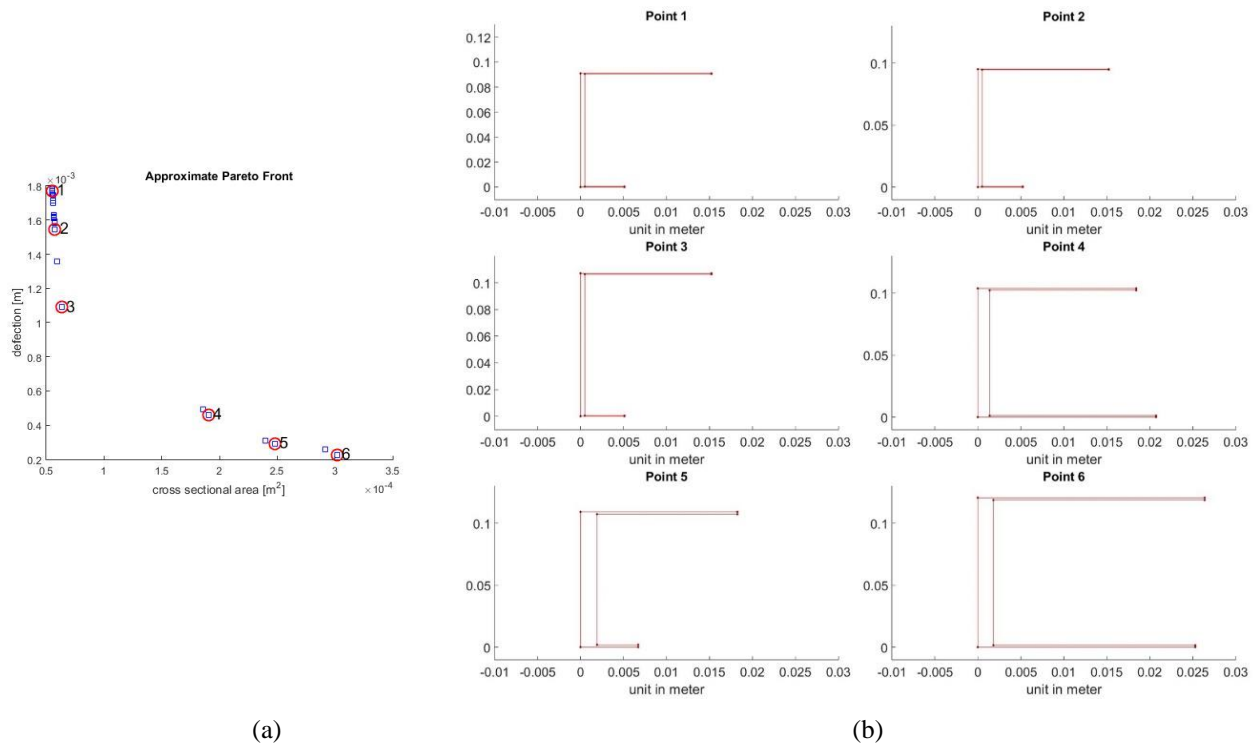 Approximate Pareto Front
× 10⁻³
1.8
1.6
1.4
1.2
1
0.8
0.6
0.4
0.2
defection [m]
1
2
3
4
5
6
0.5 1 1.5 2 2.5 3 3.5
× 10⁻⁴
cross sectional area [m²]
(a)
Point 1
0.12
0.1
0.08
0.06
0.04
0.02
0
-0.01 -0.005 0 0.005 0.01 0.015 0.02 0.025 0.03
unit in meter
Point 2
0.1
0.05
0
-0.01 -0.005 0 0.005 0.01 0.015 0.02 0.025 0.03
unit in meter
Point 3
0.1
0.08
0.06
0.04
0.02
0
-0.01 -0.005 0 0.005 0.01 0.015 0.02 0.025 0.03
unit in meter
Point 4
0.1
0.05
0
-0.01 -0.005 0 0.005 0.01 0.015 0.02 0.025 0.03
unit in meter
Point 5
0.1
0.05
0
-0.01 -0.005 0 0.005 0.01 0.015 0.02 0.025 0.03
unit in meter
Point 6
0.1
0.05
0
-0.01 -0.005 0 0.005 0.01 0.015 0.02 0.025 0.03
unit in meter
(b)